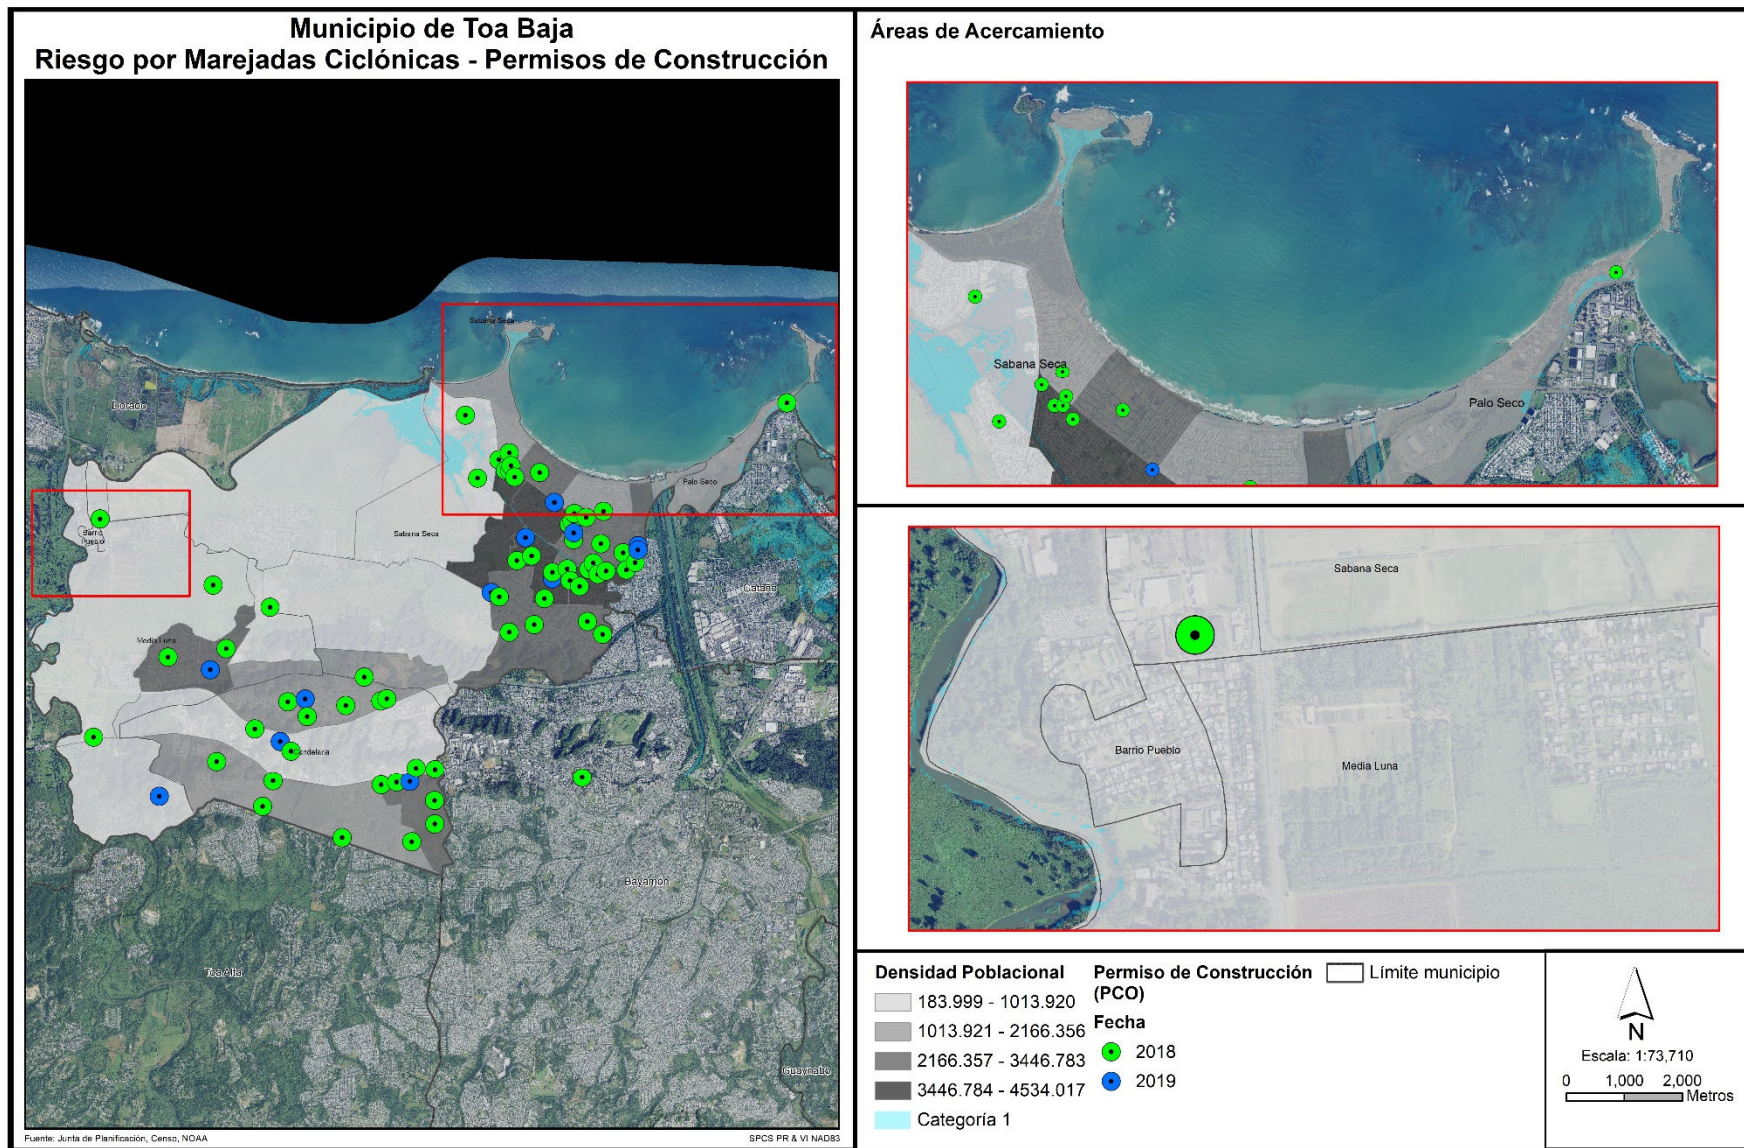 Municipio de Toa Baja
Riesgo por Marejadas Ciclónicas - Permisos de Construcción
Sabana Seca
Dorado
Palo Seco
Barrio
Pueblo
Sabana Seca
Cataño
Media Luna
Candelaria
Bayamón
Toa Alta
Guaynabo
Fuente: Junta de Planificación, Censo, NOAA
SPCS PR & VI NAD83
Áreas de Acercamiento
Sabana Seca
Palo Seco
Sabana Seca
Barrio Pueblo
Media Luna
Densidad Poblacional
183.999 - 1013.920
1013.921 - 2166.356
2166.357 - 3446.783
3446.784 - 4534.017
Categoría 1
Permiso de Construcción
(PCO)
Fecha
2018
2019
Límite municipio
N
Escala: 1:73,710
0 1,000 2,000
Metros